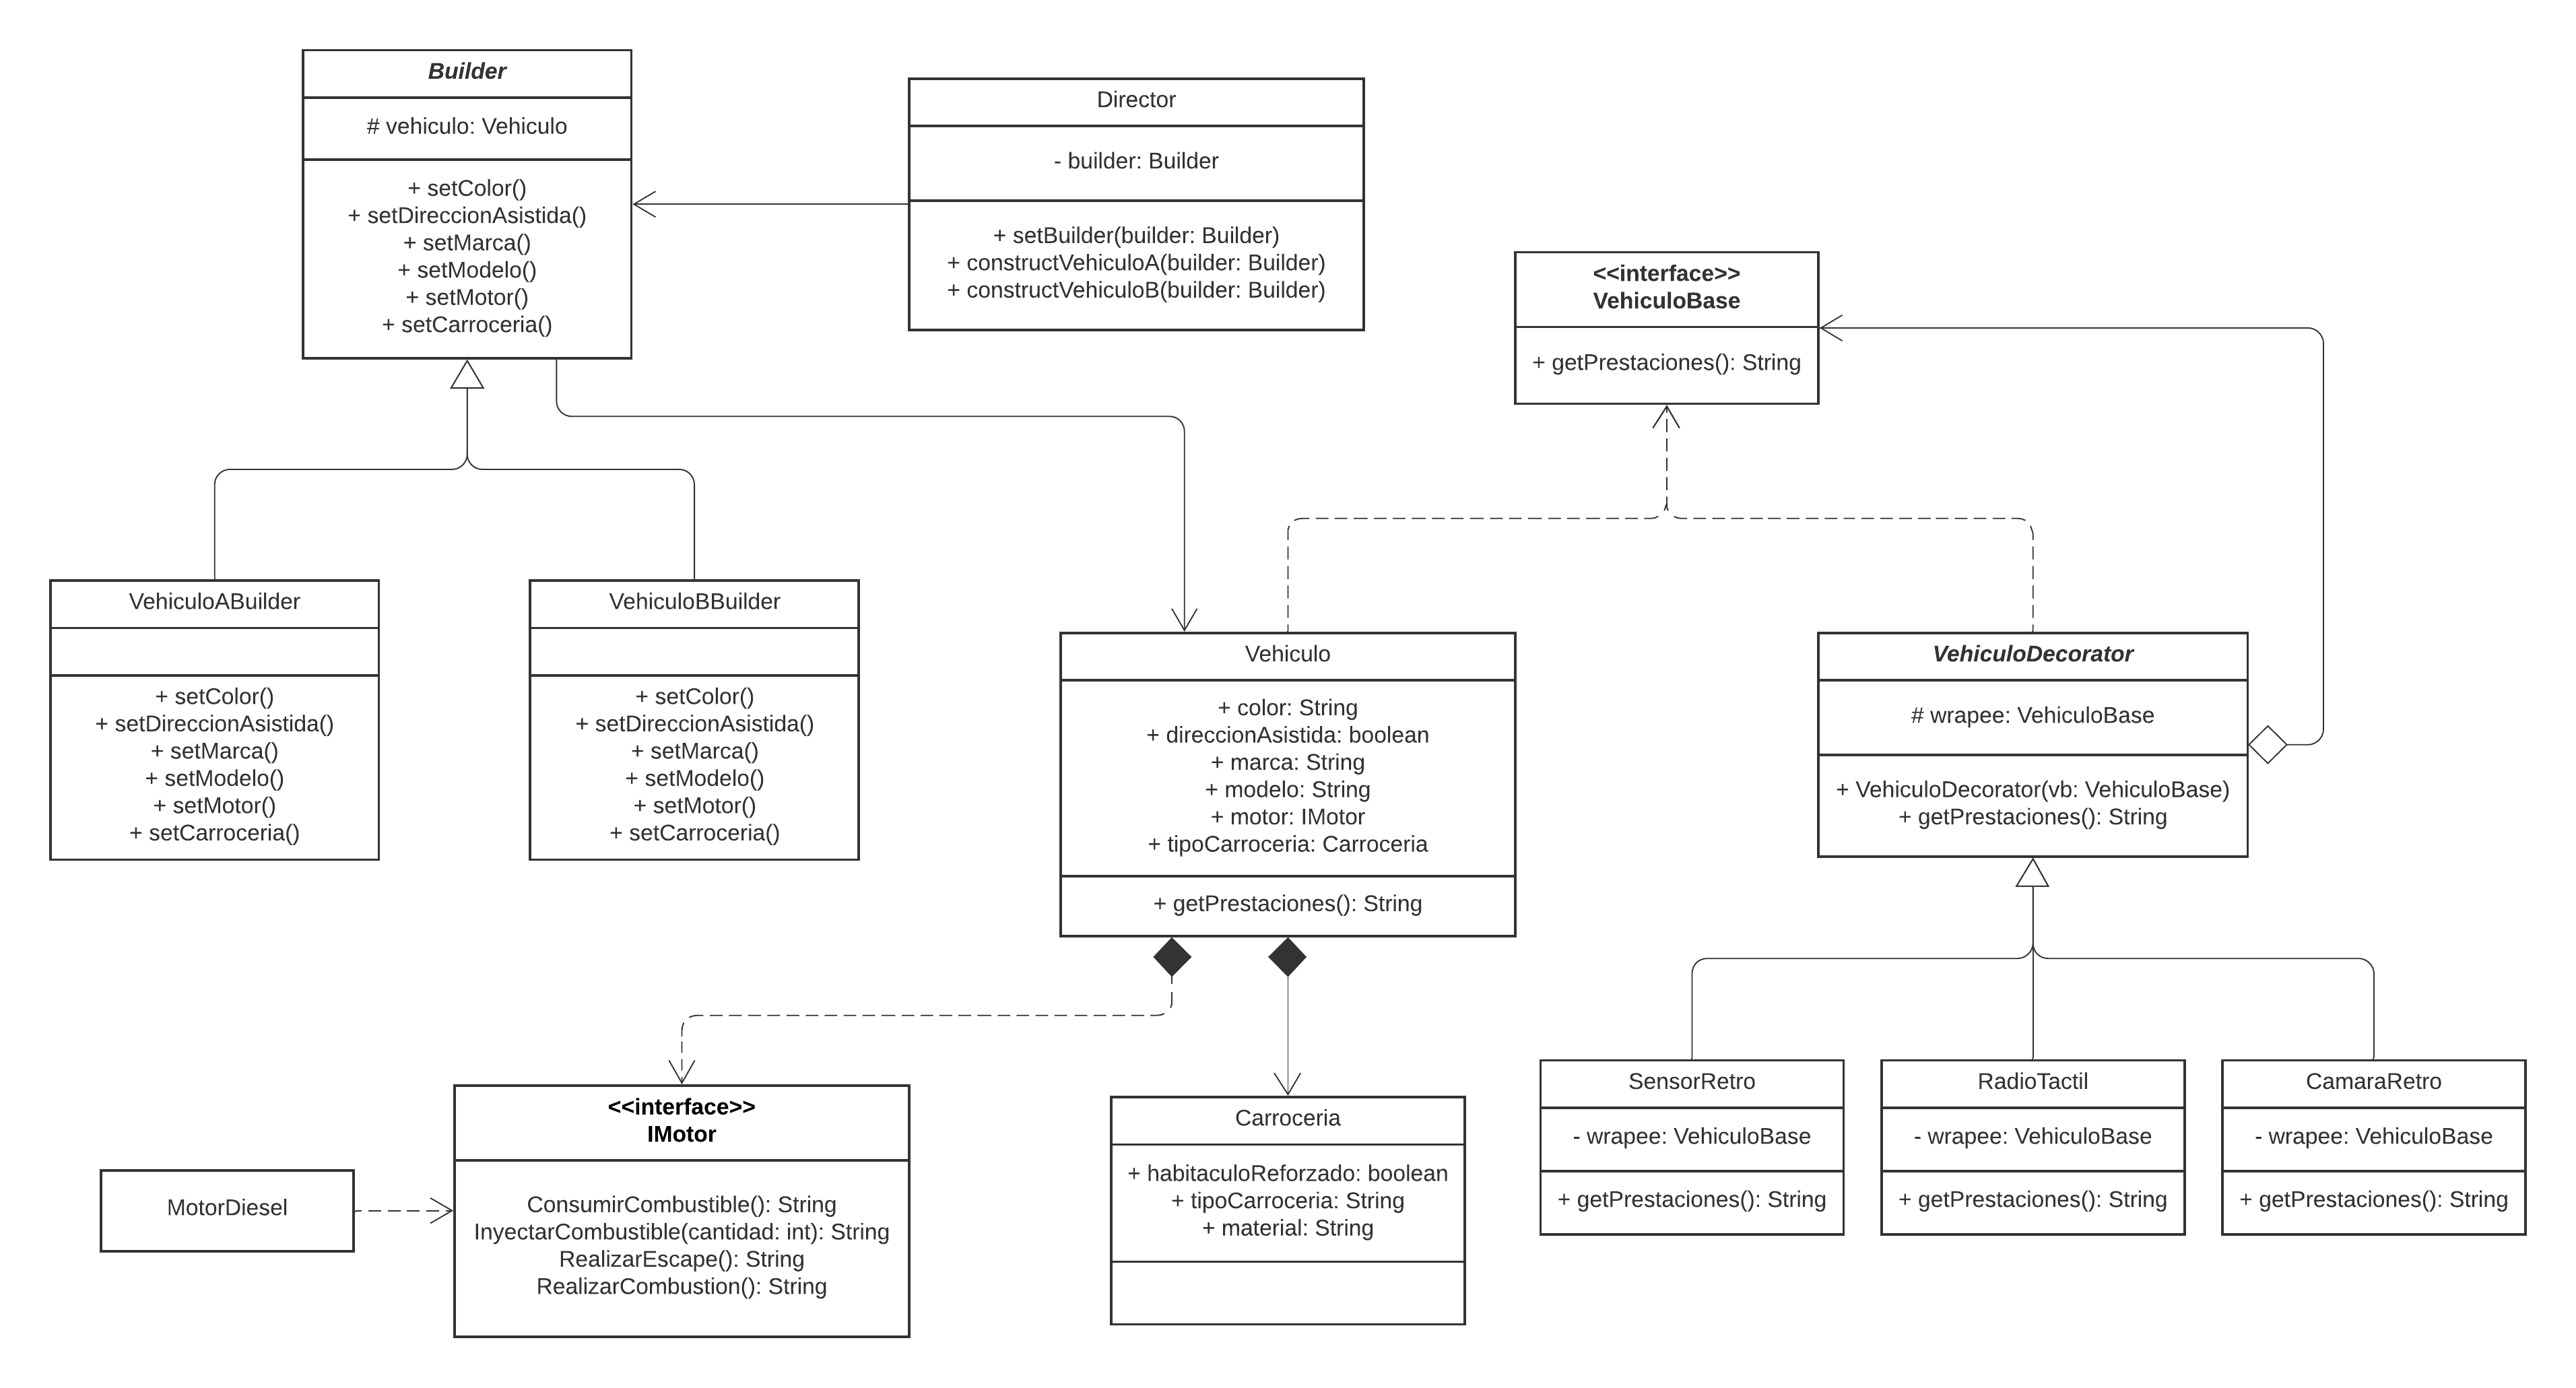 Builder
# vehiculo: Vehiculo
+ setColor()
+ setDireccionAsistida()
+ setMarca()
+ setModelo()
+ setMotor()
+ setCarroceria()
Director
- builder: Builder
+ setBuilder(builder: Builder)
+ constructVehiculoA(builder: Builder)
+ constructVehiculoB(builder: Builder)
<<interface>>
VehiculoBase
+ getPrestaciones(): String
VehiculoABuilder
+ setColor()
+ setDireccionAsistida()
+ setMarca()
+ setModelo()
+ setMotor()
+ setCarroceria()
VehiculoBBuilder
+ setColor()
+ setDireccionAsistida()
+ setMarca()
+ setModelo()
+ setMotor()
+ setCarroceria()
Vehiculo
+ color: String
+ direccionAsistida: boolean
+ marca: String
+ modelo: String
+ motor: IMotor
+ tipoCarroceria: Carroceria
+ getPrestaciones(): String
VehiculoDecorator
# wrapee: VehiculoBase
+ VehiculoDecorator(vb: VehiculoBase)
+ getPrestaciones(): String
MotorDiesel
<<interface>>
IMotor
ConsumirCombustible(): String
InyectarCombustible(cantidad: int): String
RealizarEscape(): String
RealizarCombustion(): String
Carroceria
+ habitaculoReforzado: boolean
+ tipoCarroceria: String
+ material: String
SensorRetro
- wrapee: VehiculoBase
+ getPrestaciones(): String
RadioTactil
- wrapee: VehiculoBase
+ getPrestaciones(): String
CamaraRetro
- wrapee: VehiculoBase
+ getPrestaciones(): String